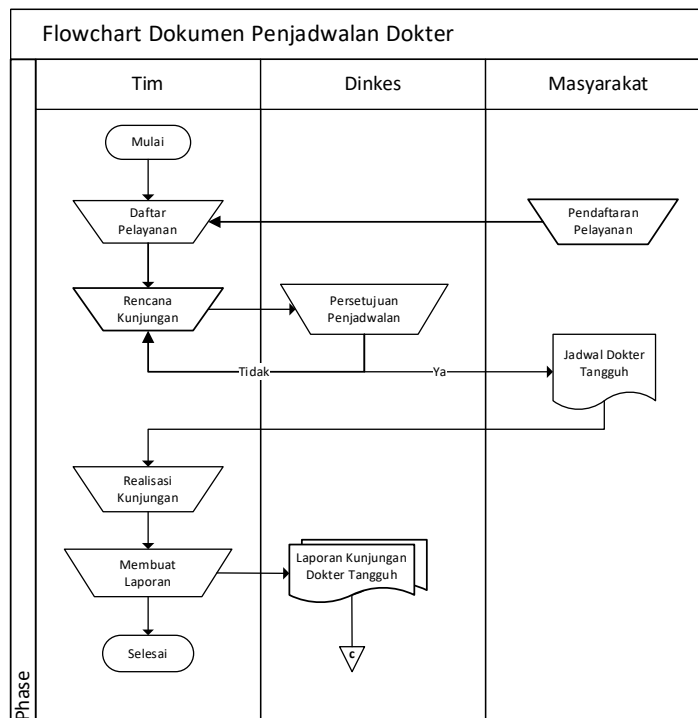 Flowchart Dokumen Penjadwalan Dokter
Tim
Dinkes
Masyarakat
Mulai
Daftar
Pelayanan
Pendaftaran
Pelayanan
Rencana
Kunjungan
Persetujuan
Penjadwalan
Tidak
Ya
Jadwal Dokter
Tangguh
Realisasi
Kunjungan
Membuat
Laporan
Laporan Kunjungan
Dokter Tangguh
Selesai
c
Phase